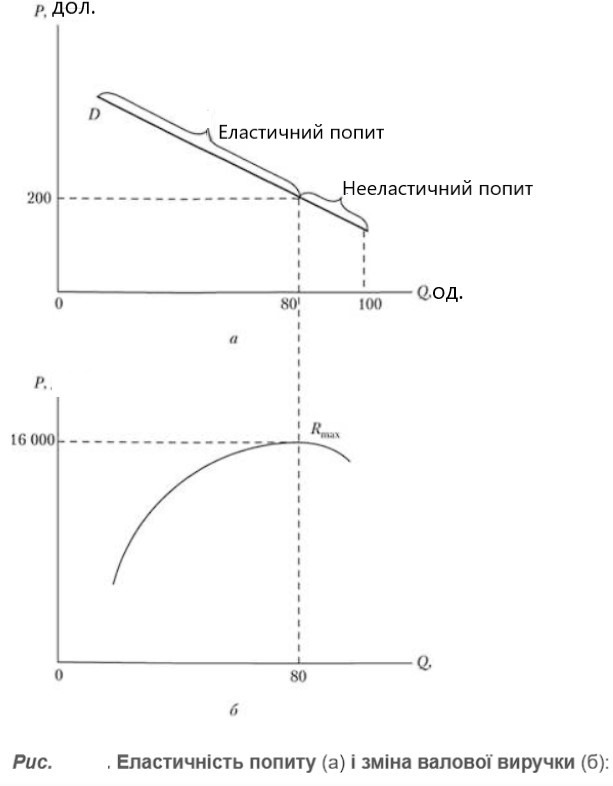 P, дол.
D
Еластичний попит
Нееластичний попит
200
0
80
100
Q,од.
а
P, .
16 000
Rmax
0
80
Q,
б
Рис. . Еластичність попиту (а) і зміна валової виручки (б):